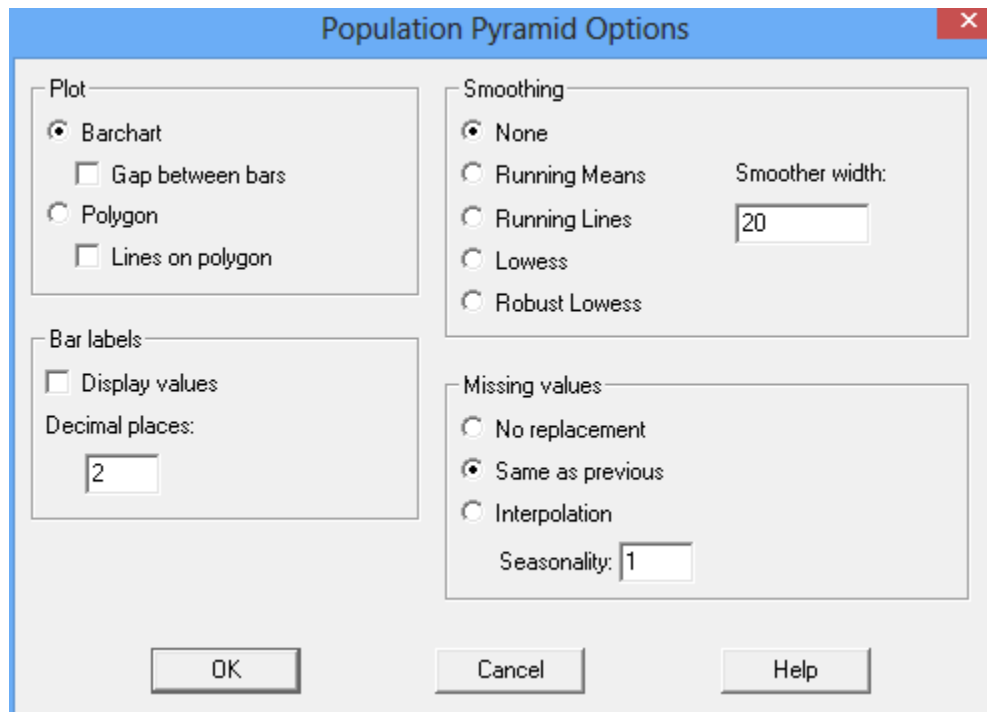 Population Pyramid Options
Plot
Barchart
Gap between bars
Polygon
Lines on polygon
Bar labels
Display values
Decimal places:
2
Smoothing
None
Running Means
Running Lines
Lowess
Robust Lowess
Smoother width:
20
Missing values
No replacement
Same as previous
Interpolation
Seasonality: 1
OK
Cancel
Help